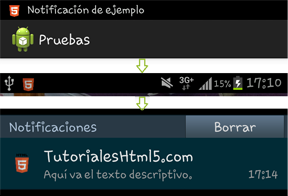 Notificación de ejemplo
Pruebas
3G+ 15% 17:10
Notificaciones Borrar
TutorialesHtml5.com
Aquí va el texto descriptivo. 17:14